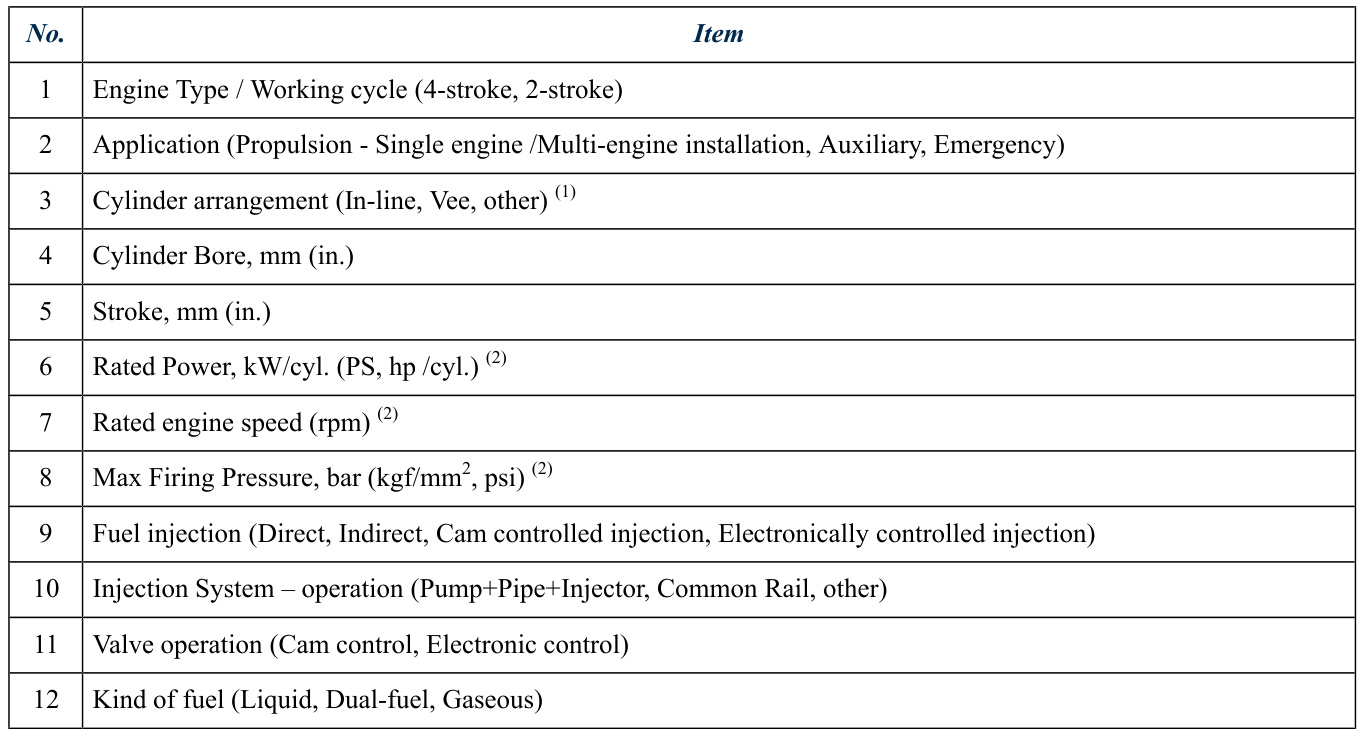 No. Item
1 Engine Type / Working cycle (4-stroke, 2-stroke)
2 Application (Propulsion - Single engine /Multi-engine installation, Auxiliary, Emergency)
3 Cylinder arrangement (In-line, Vee, other) (1)
4 Cylinder Bore, mm (in.)
5 Stroke, mm (in.)
6 Rated Power, kW/cyl. (PS, hp /cyl.) (2)
7 Rated engine speed (rpm) (2)
8 Max Firing Pressure, bar (kgf/mm2, psi) (2)
9 Fuel injection (Direct, Indirect, Cam controlled injection, Electronically controlled injection)
10 Injection System – operation (Pump+Pipe+Injector, Common Rail, other)
11 Valve operation (Cam control, Electronic control)
12 Kind of fuel (Liquid, Dual-fuel, Gaseous)